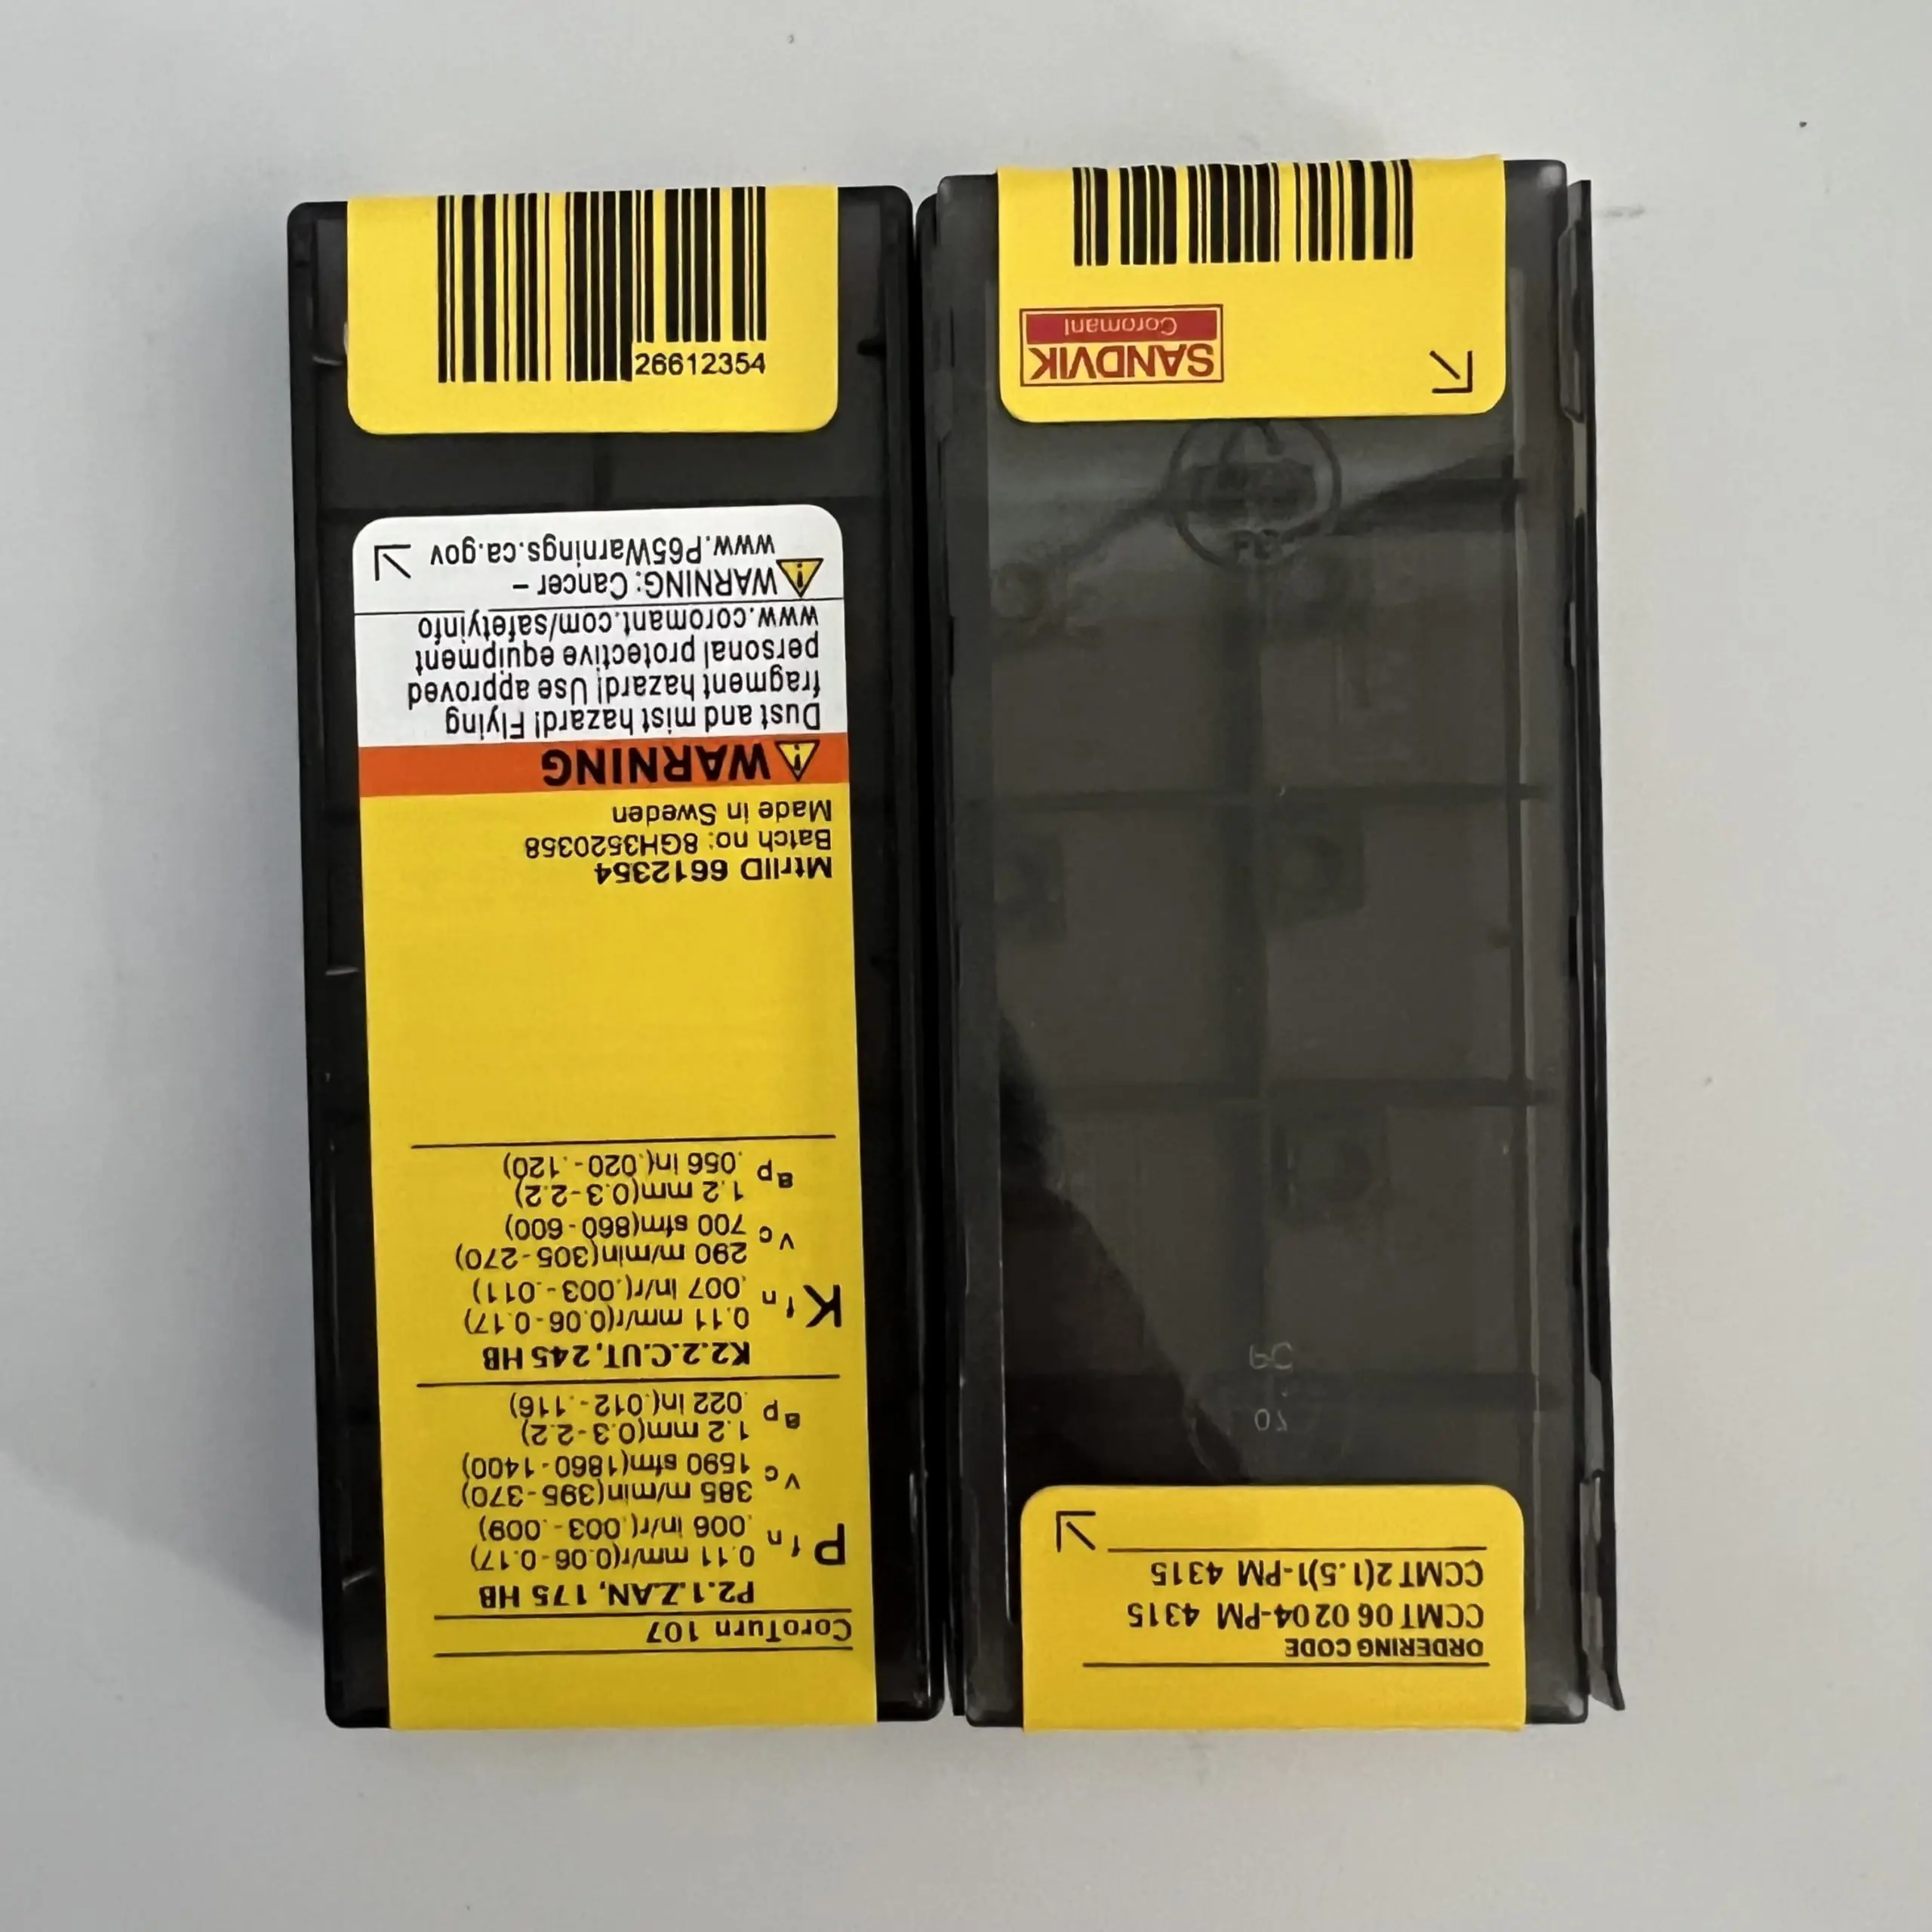 CoroTurn 107
P2.1.Z.AN, 175 HB
P fn 0.11 mm/r(0.06-0.17)
.006 in/r(.003-.009)
vc 385 m/min(395-370)
1590 sfm(1860-1400)
ap 1.2 mm(0.3-2.2)
.022 in(.012-.116)
K2.2.C.UT, 245 HB
K fn 0.11 mm/r(0.06-0.17)
.007 in/r(.003-.011)
vc 290 m/min(305-270)
700 sfm(860-600)
ap 1.2 mm(0.3-2.2)
.056 in(.020-.120)
MtrlID 6612354
Batch no: 8GH3520358
Made in Sweden
WARNING
Dust and mist hazard! Flying
fragment hazard! Use approved
personal protective equipment
www.coromant.com/safetyinfo
WARNING: Cancer –
www.P65Warnings.ca.gov
26612354
ORDERING CODE
CCMT 06 02 04-PM 4315
CCMT 2(1.5)1-PM 4315
SANDVIK
Coromant